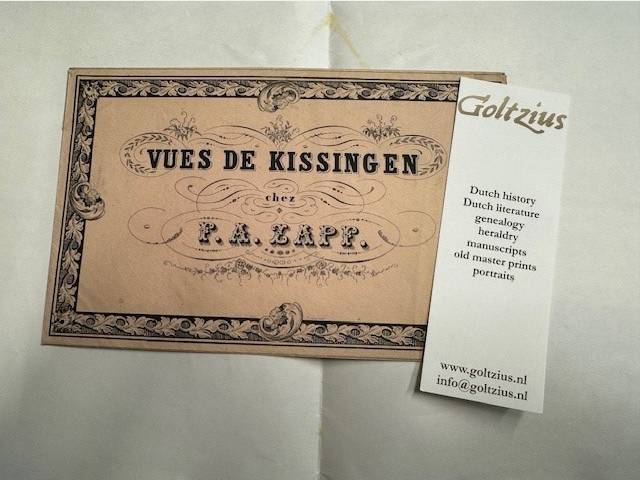 VUES DE KISSINGEN
chez
F. A. ZAPF.
Goltzius
Dutch history
Dutch literature
genealogy
heraldry
manuscripts
old master prints
portraits
www.goltzius.nl
info@goltzius.nl